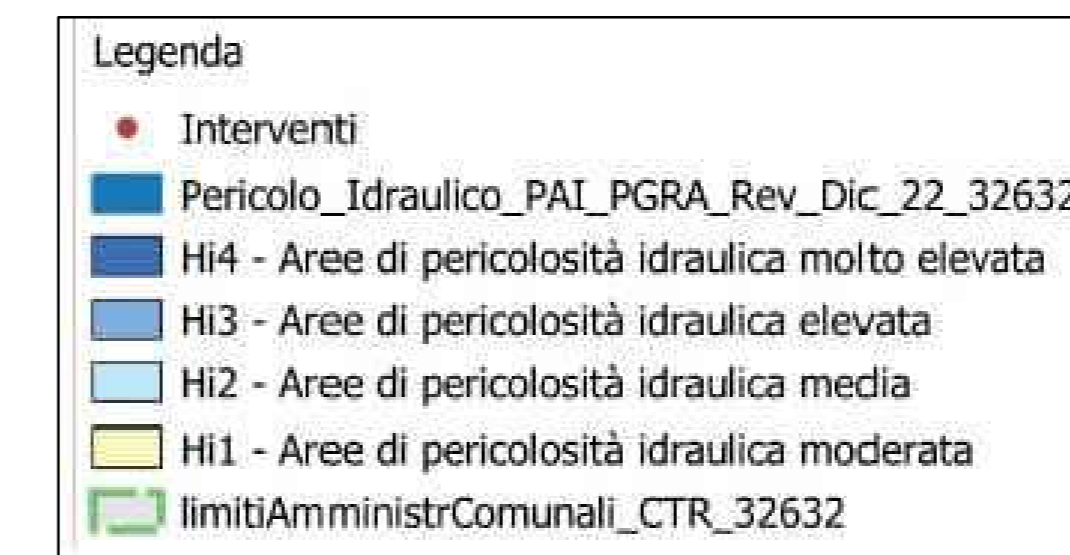 Legenda
Interventi
Pericolo_Idraulico_PAI_PGRA_Rev_Dic_22_32632
Hi4 - Aree di pericolosità idraulica molto elevata
Hi3 - Aree di pericolosità idraulica elevata
Hi2 - Aree di pericolosità idraulica media
Hi1 - Aree di pericolosità idraulica moderata
limitiAmministrComunali_CTR_32632